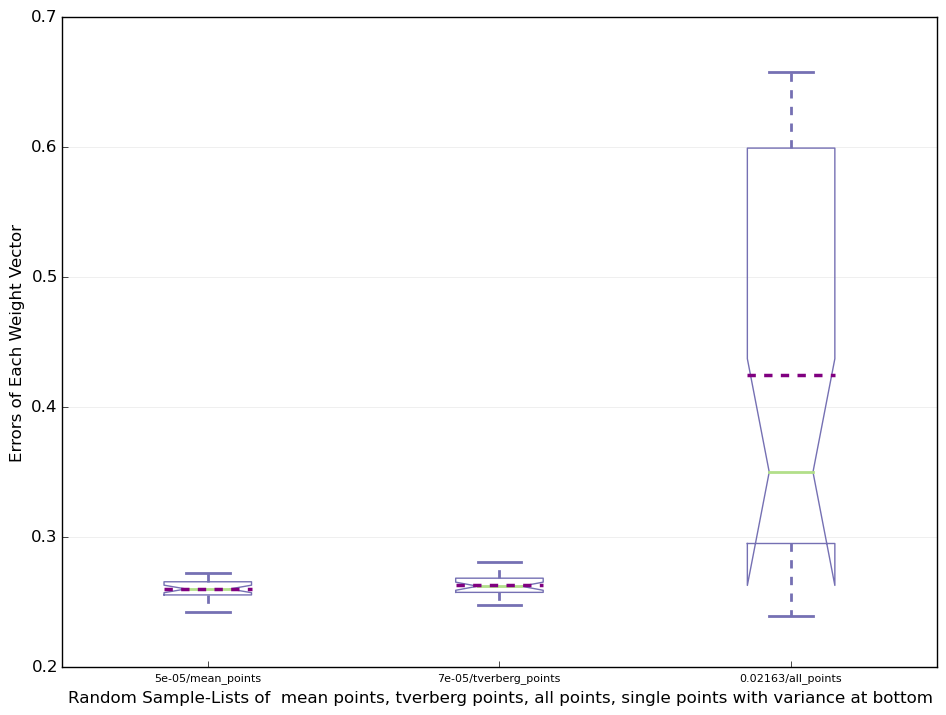 0.7
0.6
0.5
0.4
0.3
0.2
Errors of Each Weight Vector
5e-05/mean_points 7e-05/tverberg_points 0.02163/all_points
Random Sample-Lists of  mean points, tverberg points, all points, single points with variance at bottom